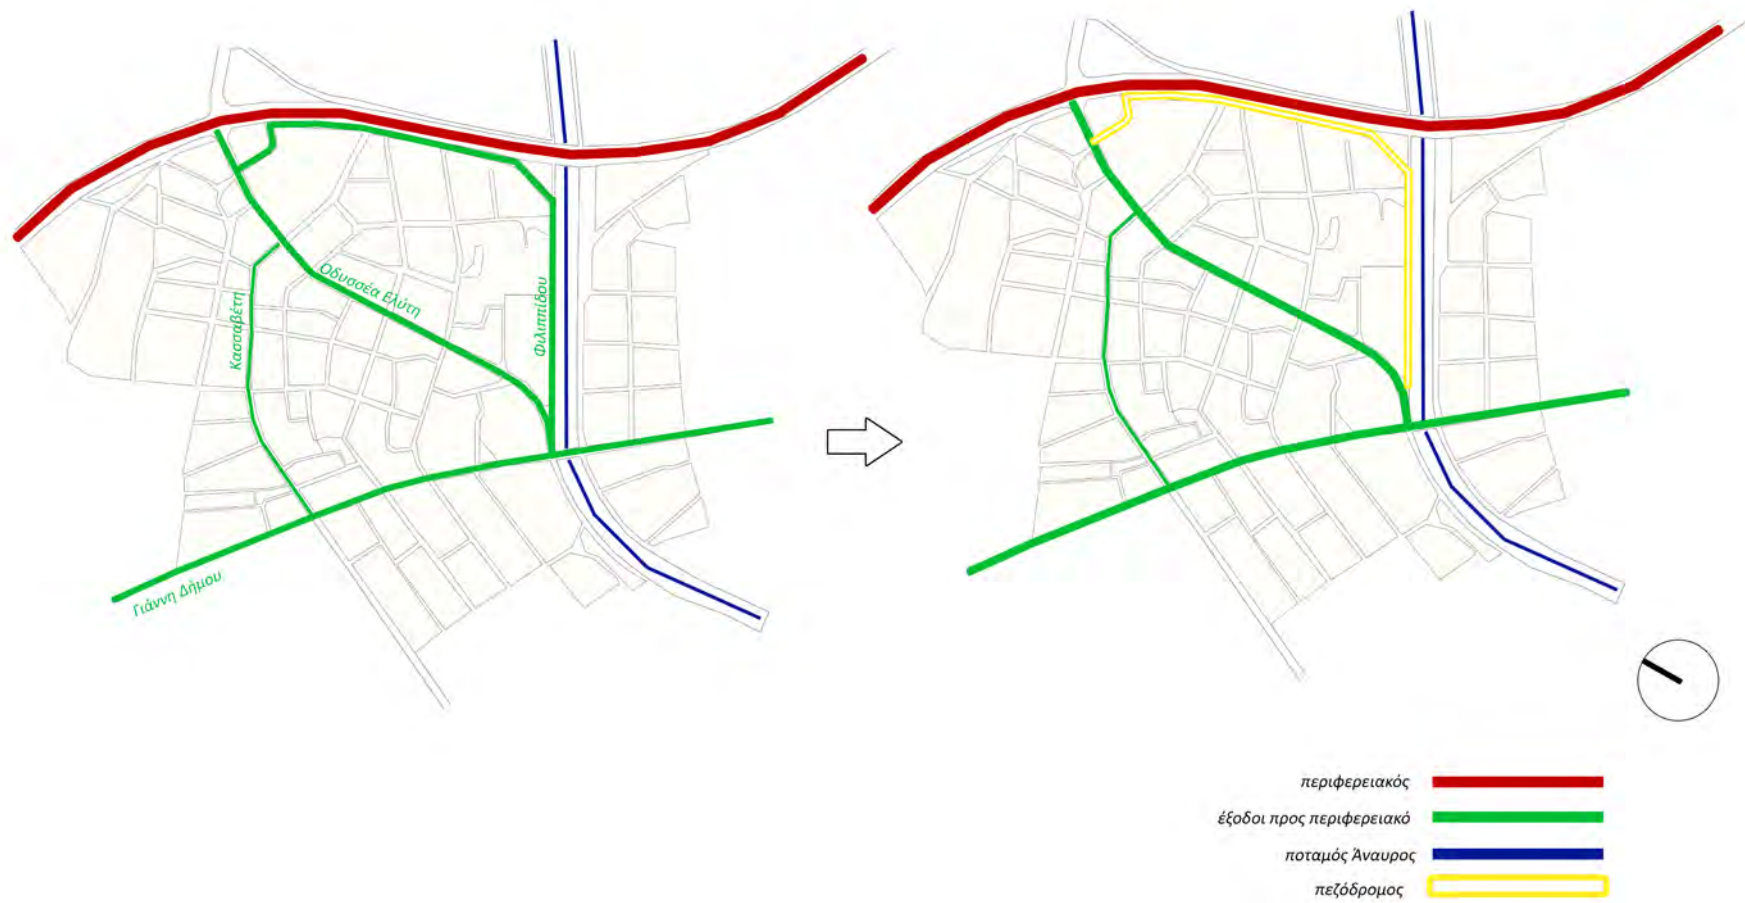 Οδυσσέα Ελύτη
Κασσαβέτη
Φιλιππίδου
Γιάννη Δήμου
περιφερειακός
έξοδοι προς περιφερειακό
ποταμός Άναυρος
πεζόδρομος